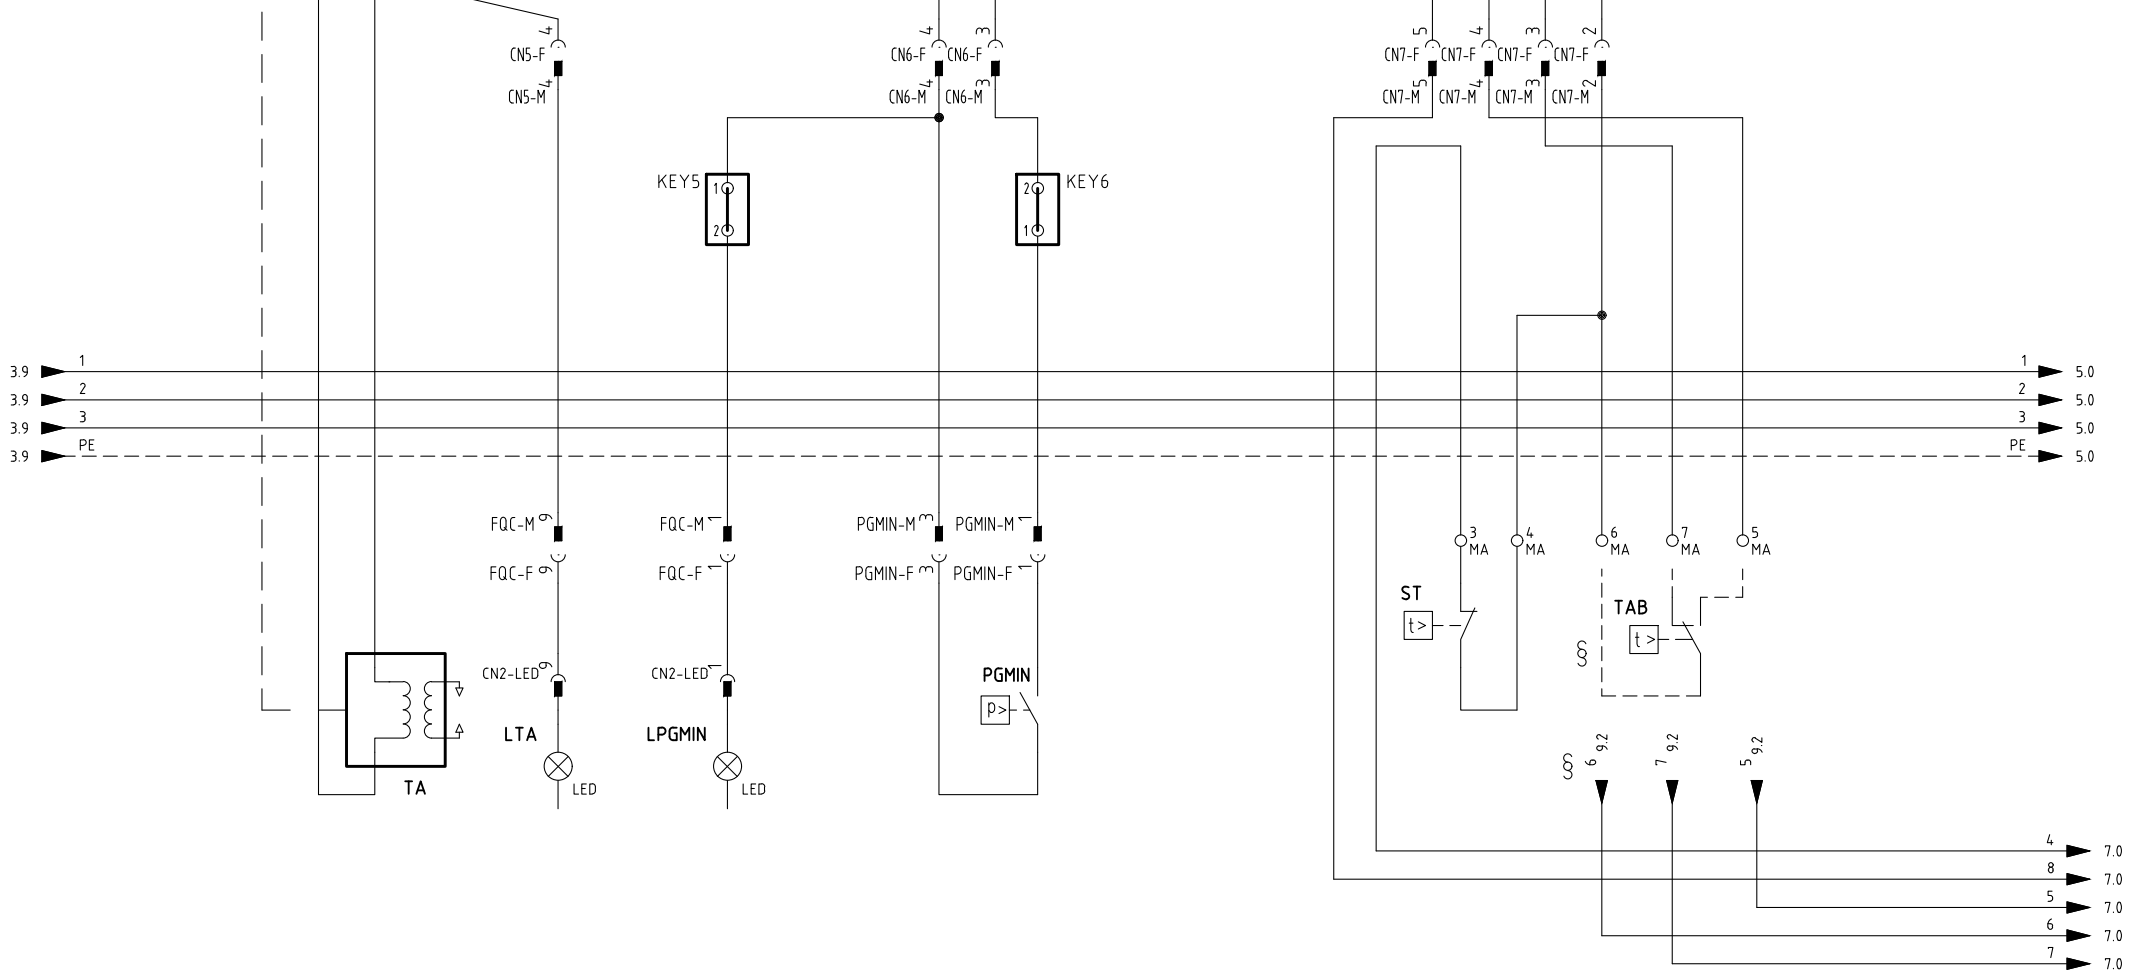 4 4 3 5 4 3 2
CN5-F CN6-F CN6-F CN7-F CN7-F CN7-F CN7-F
4 4 3 5 4 3 2
CN5-M CN6-M CN6-M CN7-M CN7-M CN7-M CN7-M
KEY5 1 2 KEY6
2 1
1 1
3.9 5.0
2 2
3.9 5.0
3 3
3.9 5.0
PE PE
3.9 5.0
FQC-M 9 FQC-M 1 PGMIN-M 3 PGMIN-M 1
3 4 6 7 5
MA MA MA MA MA
FQC-F 9 FQC-F 1 PGMIN-F 3 PGMIN-F 1
ST TAB
t> t>
§
CN2-LED 9 CN2-LED 1 PGMIN
p>
LTA LPGMIN
9.2 9.2 9.2
§ 6 7 5
TA LED LED
4
7.0
8
7.0
5
7.0
6
7.0
7
7.0